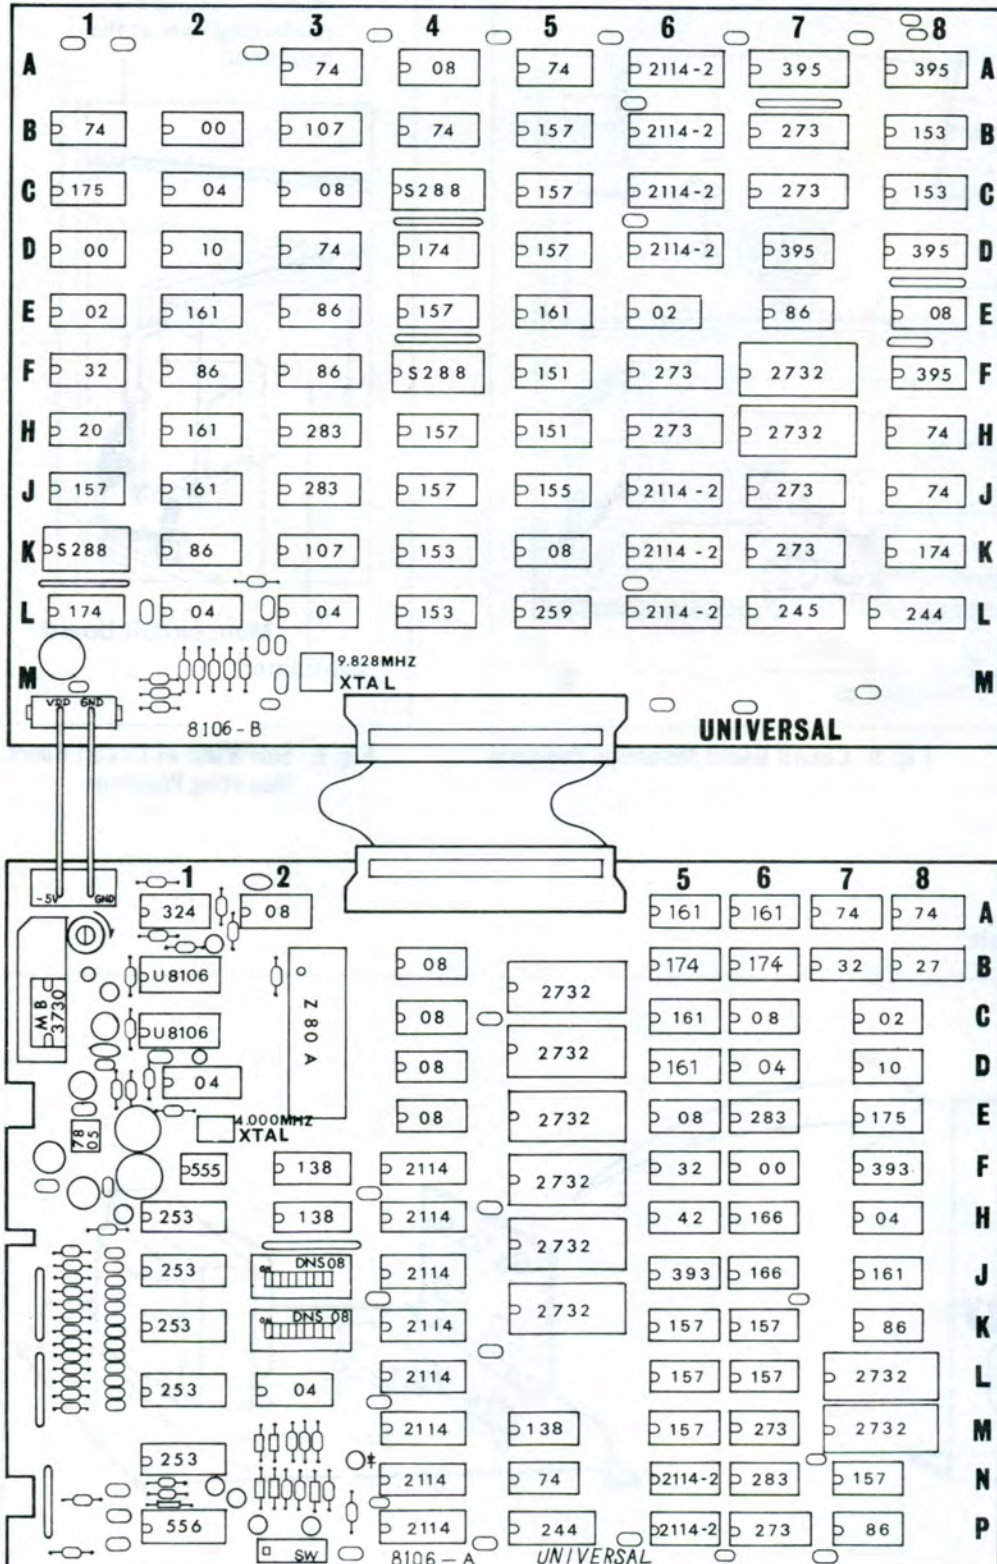 1 2 3 4 5 6 7 8
A 74 08 74 2114-2 395 395 A
B 74 00 107 74 157 2114-2 273 153 B
C 175 04 08 S288 157 2114-2 273 153 C
D 00 10 74 174 157 2114-2 395 395 D
E 02 161 86 157 161 02 86 08 E
F 32 86 86 S288 151 273 2732 395 F
H 20 161 283 157 151 273 2732 74 H
J 157 161 283 157 155 2114-2 273 74 J
K S288 86 107 153 08 2114-2 273 174 K
L 174 04 04 153 259 2114-2 245 244 L
9.828MHZ
M XTAL M
VDD GND
8106-B UNIVERSAL
1 2 5 6 7 8
-5V GND
324 08 161 161 74 74 A
U8106 08 174 174 32 27 B
MB 3730
Z80A
2732
U8106 08 161 08 02 C
2732
04 08 161 04 10 D
4.000MHZ
XTAL
7805
08 2732 08 283 175 E
555 138 2114 2732 32 00 393 F
253 138 2114 42 166 04 H
2732
253 ON DNS 08 2114 393 166 161 J
2732
253 ON DNS 08 2114 157 157 86 K
253 04 2114 157 157 2732 L
2114 138 157 273 2732 M
253 2114 74 2114-2 283 157 N
556 2114 244 2114-2 273 86 P
SW 8106-A UNIVERSAL